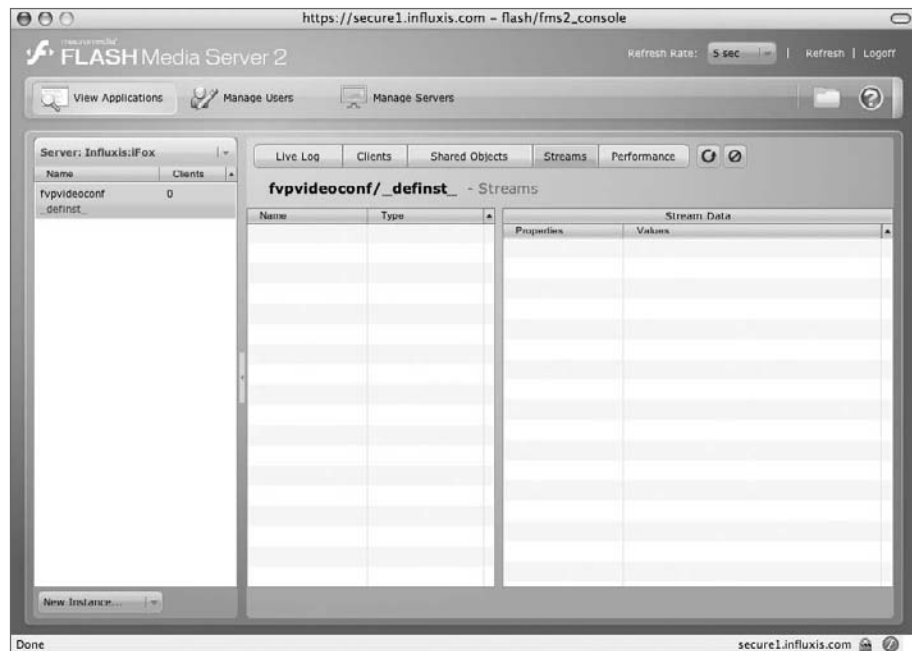 https://secure1.influxis.com – flash/fms2_console
macromedia
FLASH Media Server 2
Refresh Rate: 5 sec | Refresh | Logoff
View Applications Manage Users Manage Servers
Server: Influxis:iFox
Name Clients
fvpvideoconf 0
_definst_
Live Log Clients Shared Objects Streams Performance
fvpvideoconf/_definst_ - Streams
Name Type
Stream Data
Properties Values
New Instance...
Done
secure1.influxis.com